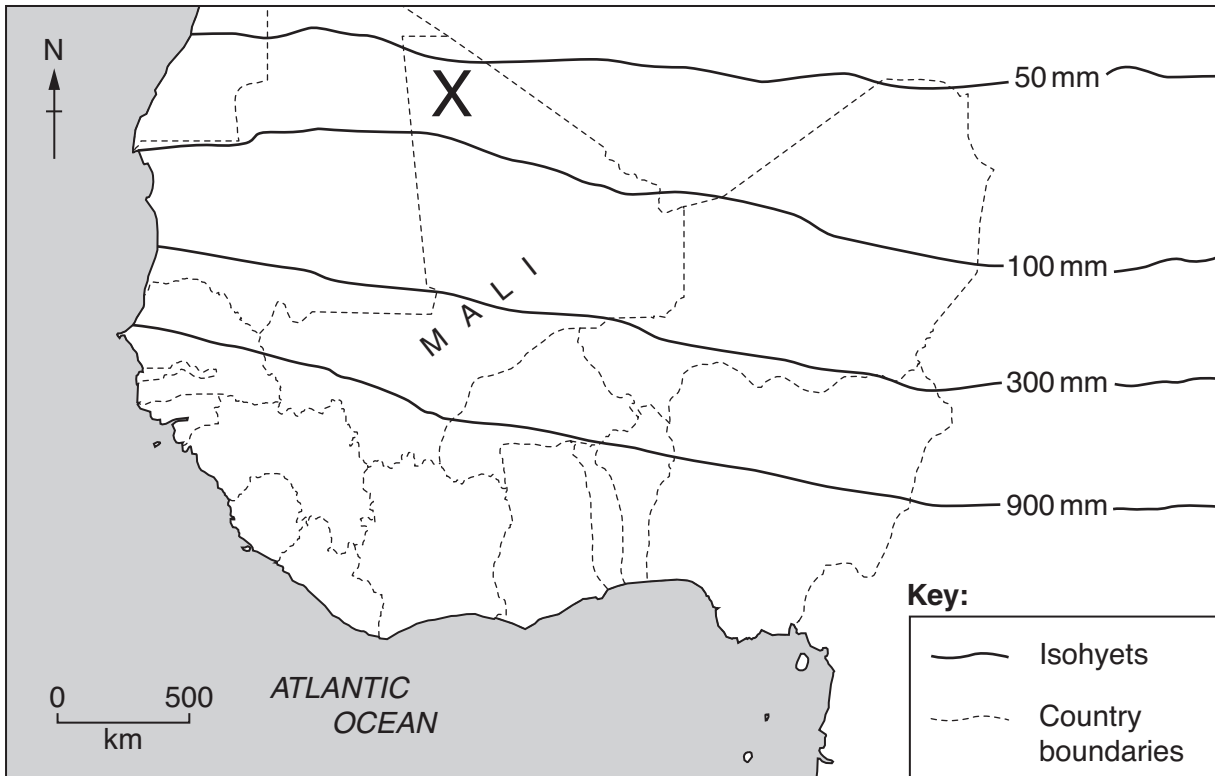 N
X
50 mm
100 mm
MALI
300 mm
900 mm
Key:
Isohyets
Country
boundaries
0 500
km
ATLANTIC
OCEAN